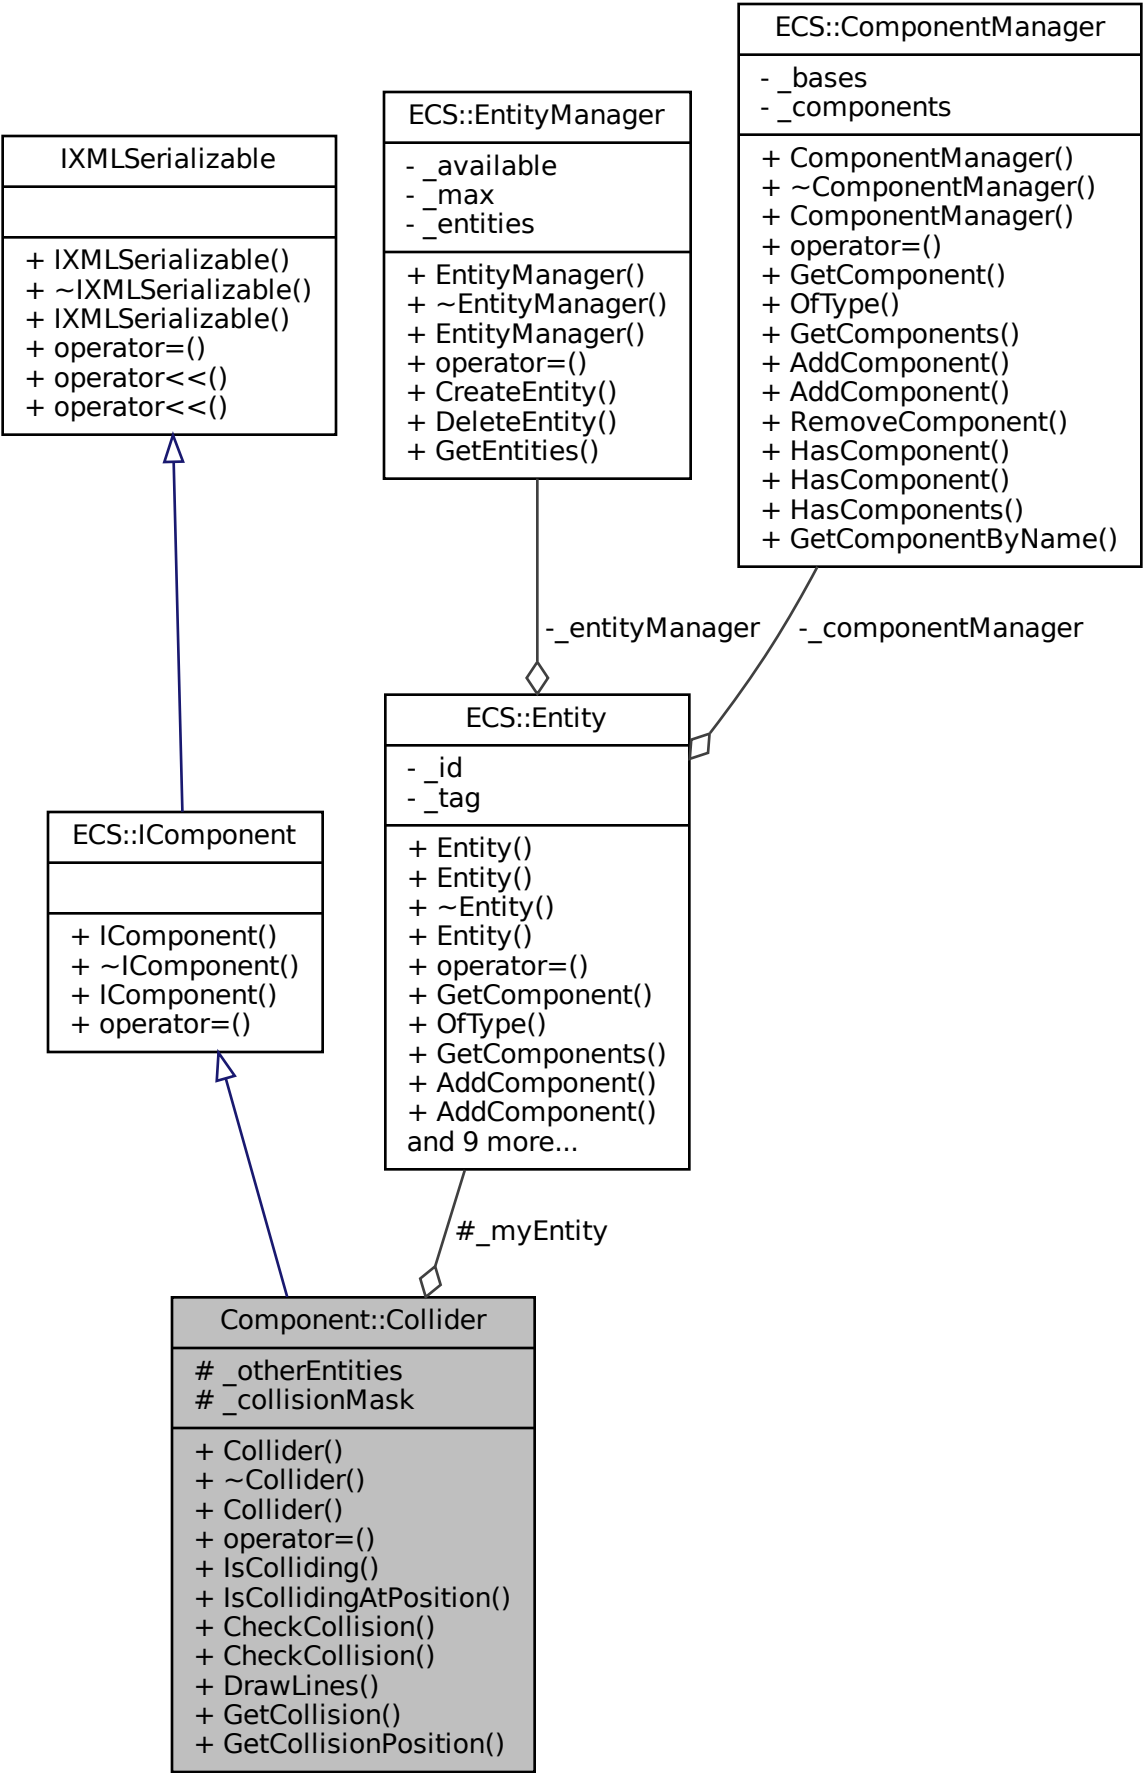 ECS::ComponentManager
- _bases
- _components
+ ComponentManager()
+ ~ComponentManager()
+ ComponentManager()
+ operator=()
+ GetComponent()
+ OfType()
+ GetComponents()
+ AddComponent()
+ AddComponent()
+ RemoveComponent()
+ HasComponent()
+ HasComponent()
+ HasComponents()
+ GetComponentByName()
ECS::EntityManager
- _available
- _max
- _entities
+ EntityManager()
+ ~EntityManager()
+ EntityManager()
+ operator=()
+ CreateEntity()
+ DeleteEntity()
+ GetEntities()
IXMLSerializable
+ IXMLSerializable()
+ ~IXMLSerializable()
+ IXMLSerializable()
+ operator=()
+ operator<<()
+ operator<<()
-_entityManager
-_componentManager
ECS::Entity
- _id
- _tag
+ Entity()
+ Entity()
+ ~Entity()
+ Entity()
+ operator=()
+ GetComponent()
+ OfType()
+ GetComponents()
+ AddComponent()
+ AddComponent()
and 9 more...
ECS::IComponent
+ IComponent()
+ ~IComponent()
+ IComponent()
+ operator=()
#_myEntity
Component::Collider
# _otherEntities
# _collisionMask
+ Collider()
+ ~Collider()
+ Collider()
+ operator=()
+ IsColliding()
+ IsCollidingAtPosition()
+ CheckCollision()
+ CheckCollision()
+ DrawLines()
+ GetCollision()
+ GetCollisionPosition()